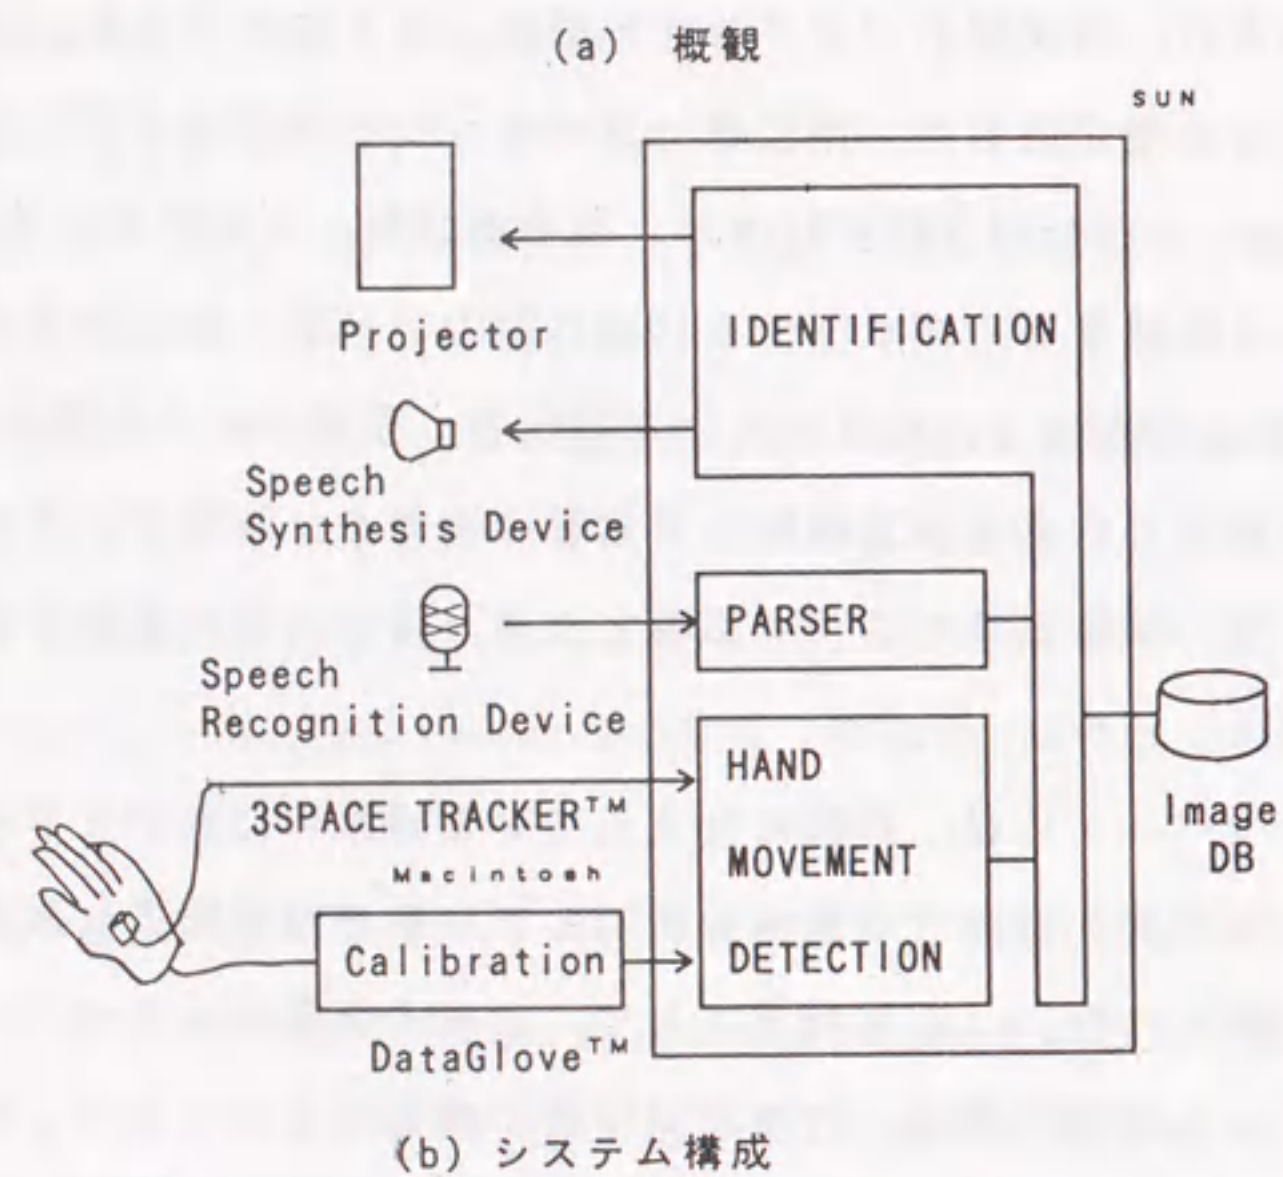 (a) 概観
SUN
Projector
IDENTIFICATION
Speech
Synthesis Device
PARSER
Speech
Recognition Device
HAND
MOVEMENT
DETECTION
3SPACE TRACKER™
Macintosh
Calibration
DataGlove™
Image
DB
(b) システム構成